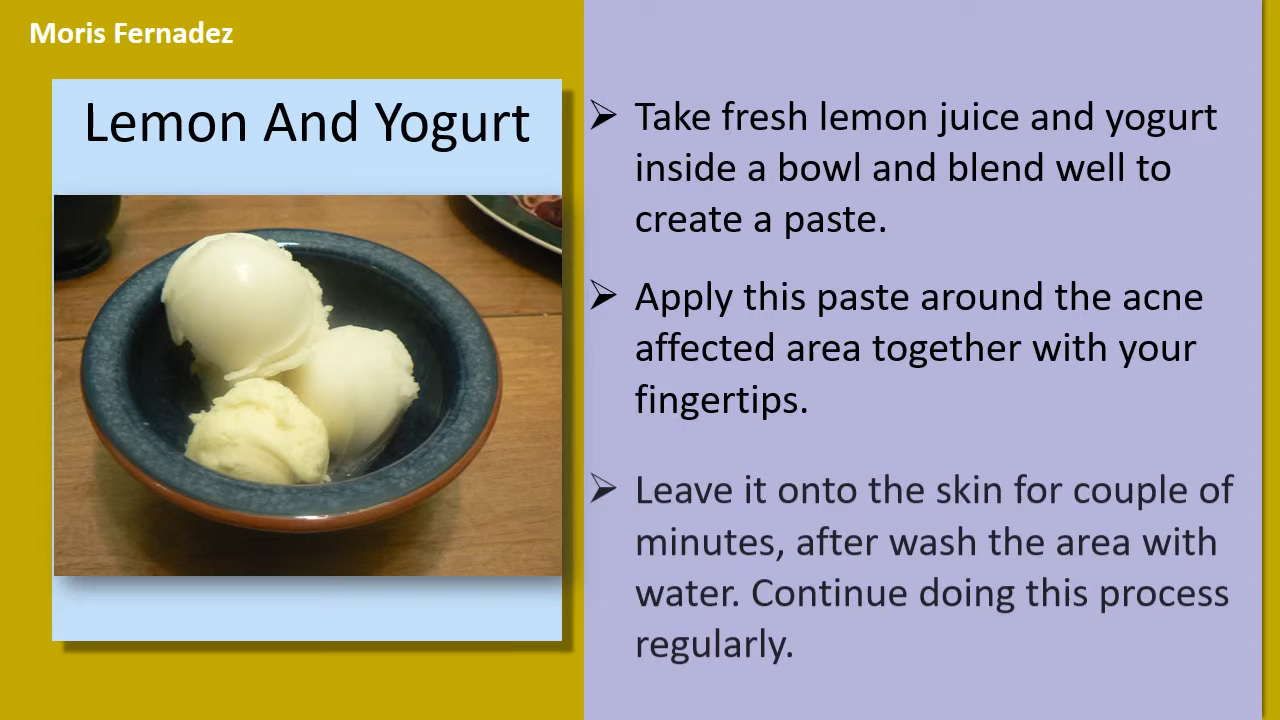 Moris Fernadez
Lemon And Yogurt
Take fresh lemon juice and yogurt
inside a bowl and blend well to
create a paste.
Apply this paste around the acne
affected area together with your
fingertips.
Leave it onto the skin for couple of
minutes, after wash the area with
water. Continue doing this process
regularly.